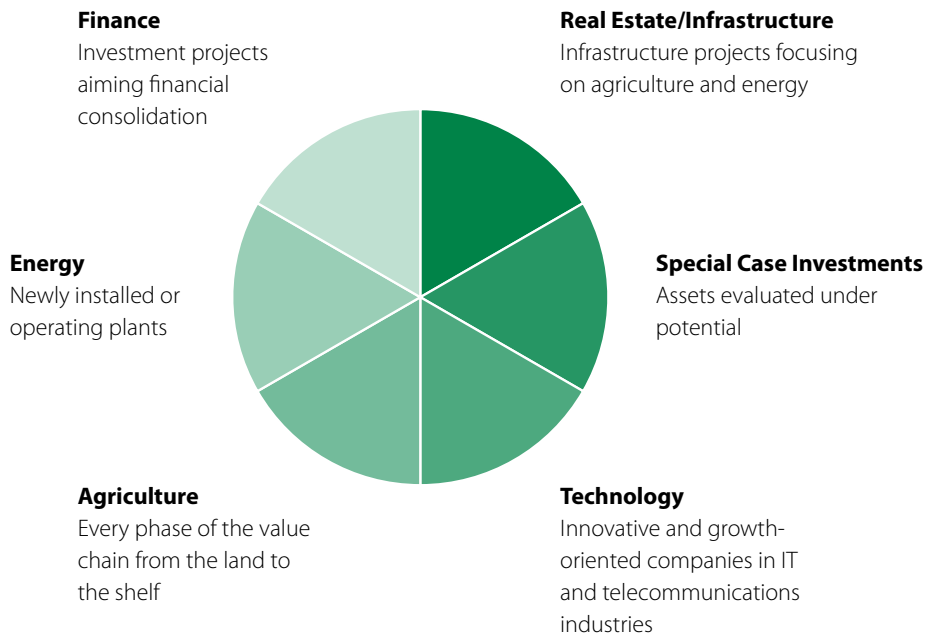 Finance
Investment projects
aiming financial
consolidation
Real Estate/Infrastructure
Infrastructure projects focusing
on agriculture and energy
Energy
Newly installed or
operating plants
Special Case Investments
Assets evaluated under
potential
Agriculture
Every phase of the value
chain from the land to
the shelf
Technology
Innovative and growth-
oriented companies in IT
and telecommunications
industries